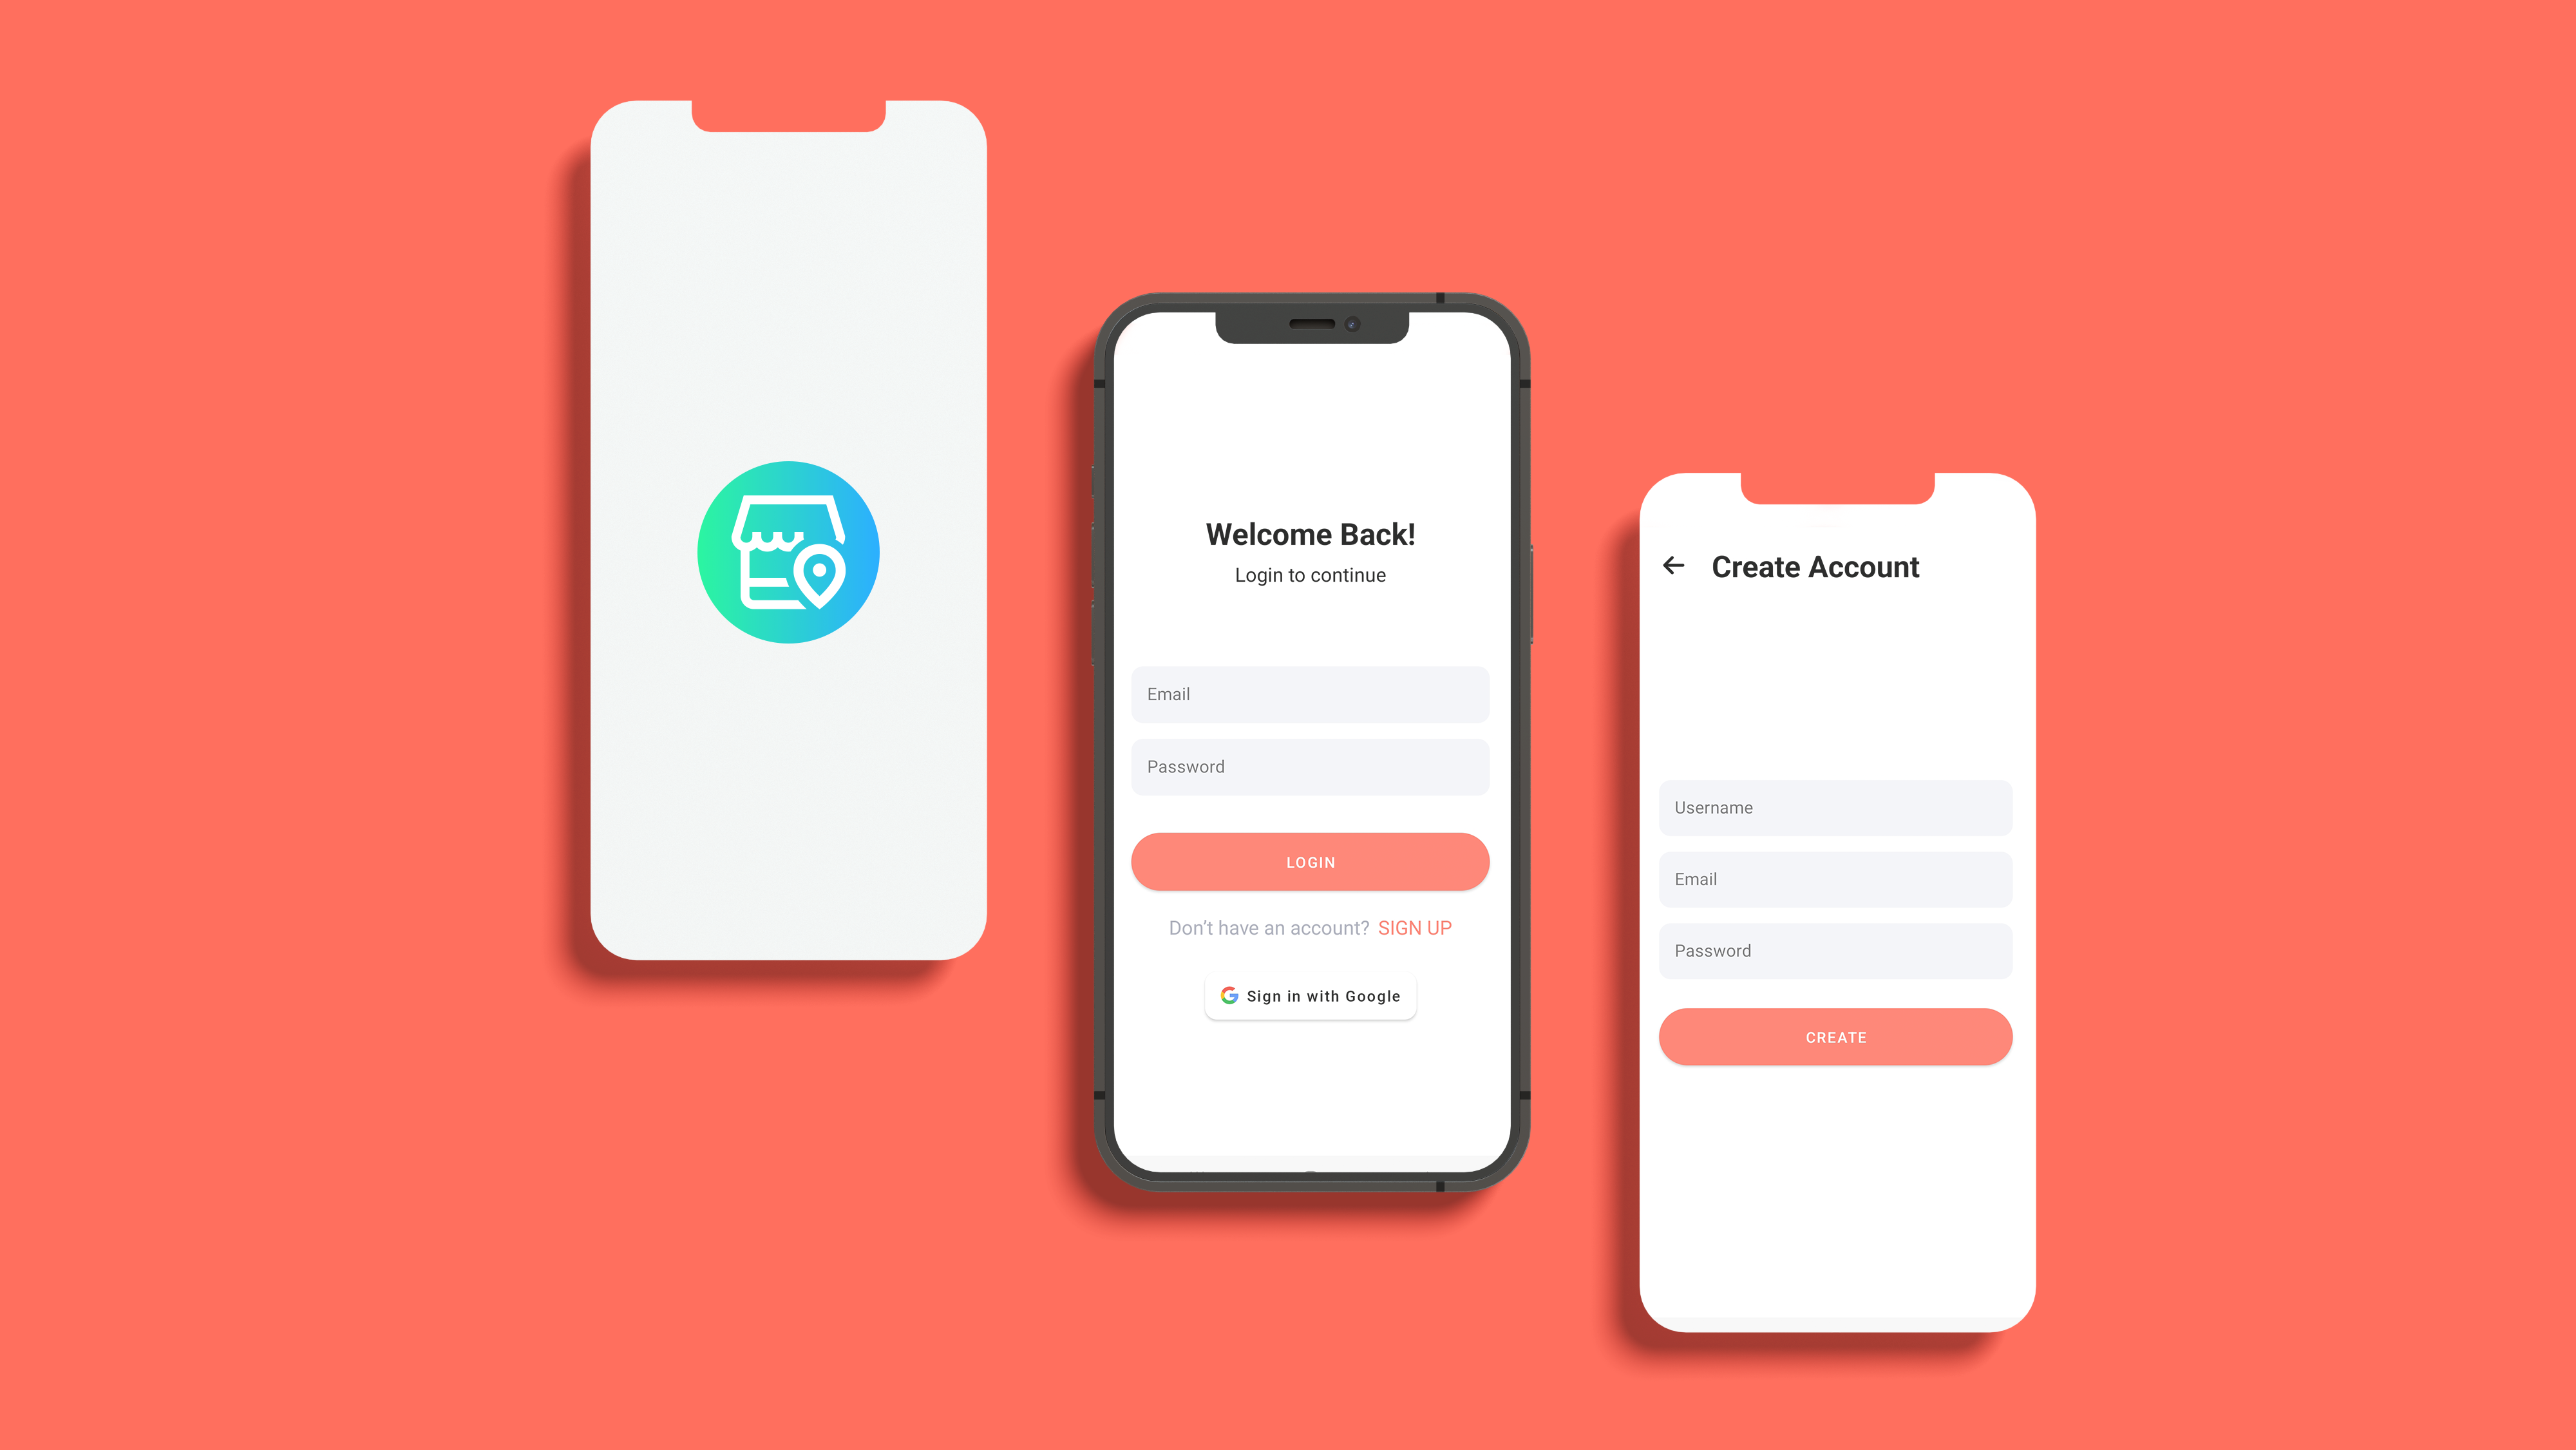 Welcome Back!
Login to continue
Email
Password
LOGIN
Don’t have an account? SIGN UP
Sign in with Google
Create Account
Username
Email
Password
CREATE